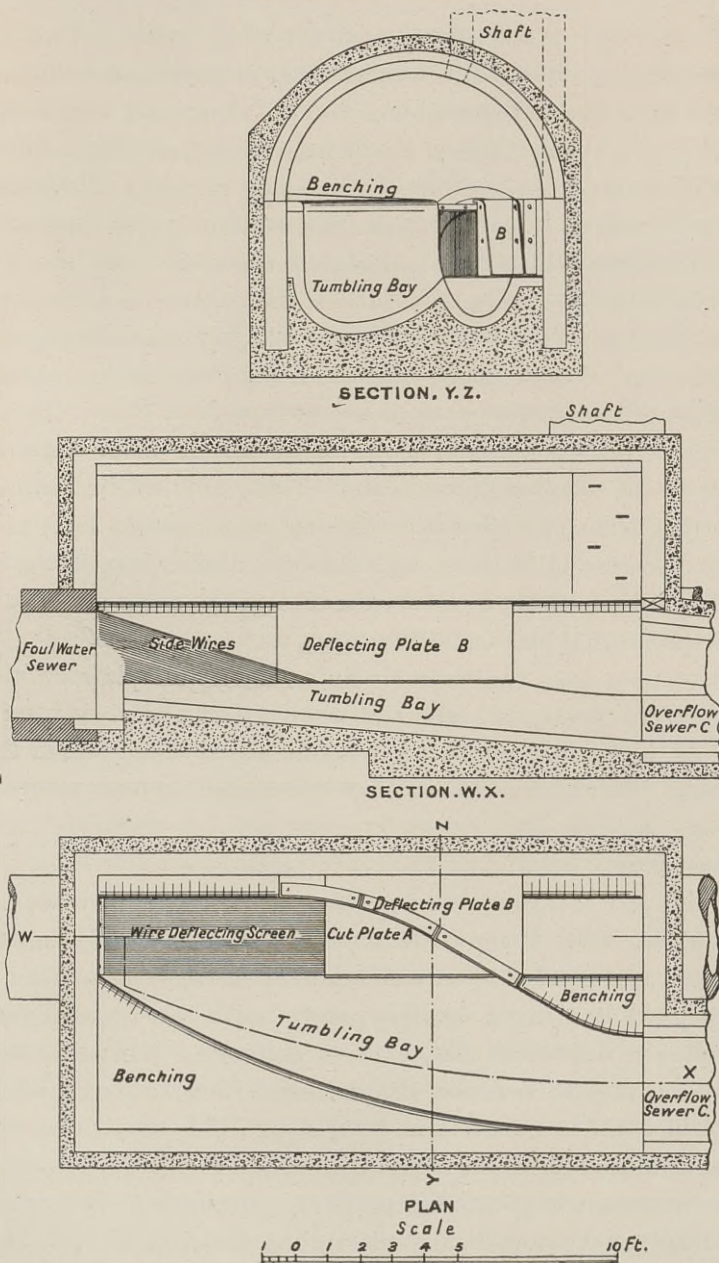 Shaft
Benching
B
Tumbling Bay
SECTION, Y.Z.
Shaft
Foul Water
Sewer
Side Wires
Deflecting Plate B
Tumbling Bay
Overflow
Sewer C
SECTION.W.X.
Z
Deflecting Plate B
W
Wire Deflecting Screen
Cut Plate A
Benching
Tumbling Bay
X
Benching
Overflow
Sewer C.
Y
PLAN
Scale
1 0 1 2 3 4 5 10 Ft.